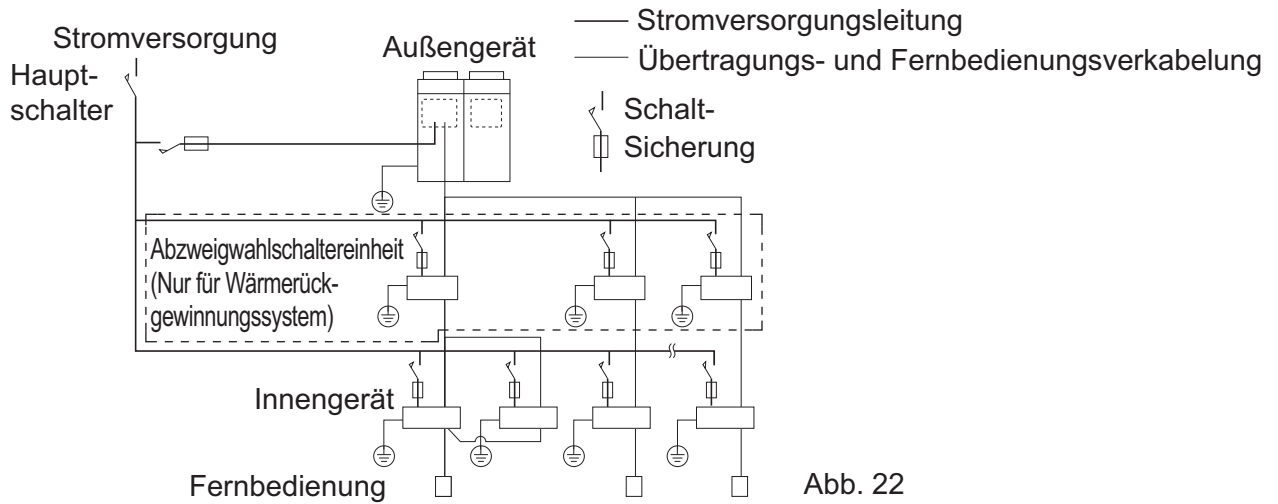 Stromversorgung
Haupt-
schalter
Außengerät
Stromversorgungsleitung
Übertragungs- und Fernbedienungsverkabelung
Schalt-
Sicherung
Abzweigwahlschaltereinheit
(Nur für Wärmerück-
gewinnungssystem)
Innengerät
Fernbedienung
Abb. 22